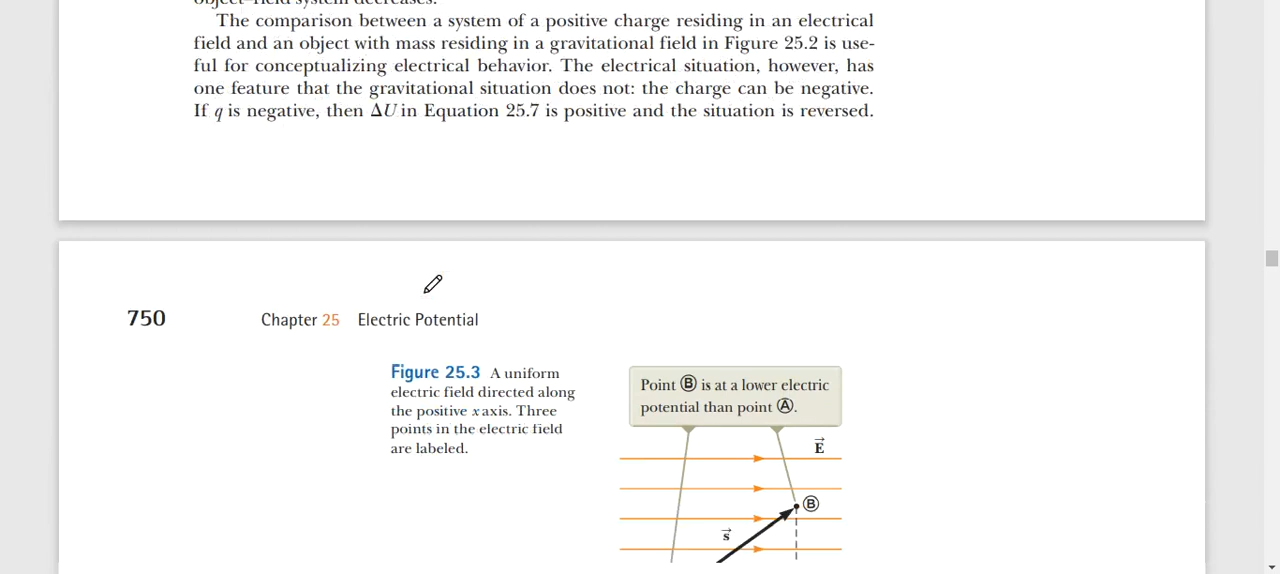 object–field system decreases.
The comparison between a system of a positive charge residing in an electrical
field and an object with mass residing in a gravitational field in Figure 25.2 is use-
ful for conceptualizing electrical behavior. The electrical situation, however, has
one feature that the gravitational situation does not: the charge can be negative.
If q is negative, then ΔU in Equation 25.7 is positive and the situation is reversed.
750 Chapter 25 Electric Potential
Figure 25.3 A uniform
electric field directed along
the positive x axis. Three
points in the electric field
are labeled.
Point Ⓑ is at a lower electric
potential than point Ⓐ.
E⃗
Ⓑ
s⃗